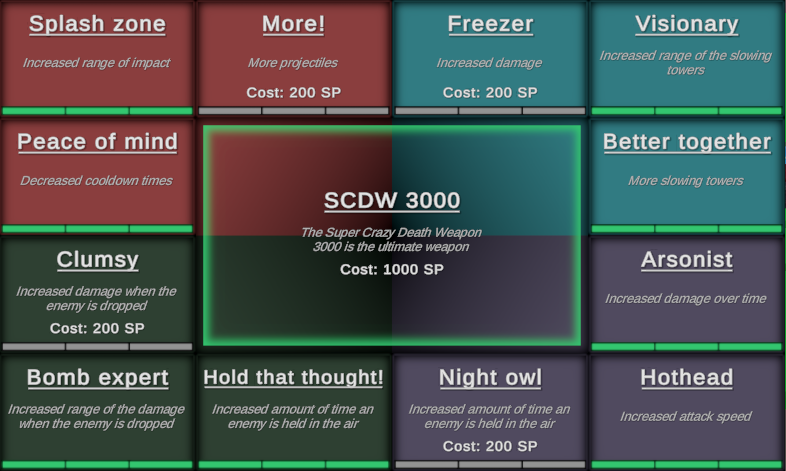 Splash zone
Increased range of impact
More!
More projectiles
Cost: 200 SP
Freezer
Increased damage
Cost: 200 SP
Visionary
Increased range of the slowing
towers
Peace of mind
Decreased cooldown times
SCDW 3000
The Super Crazy Death Weapon
3000 is the ultimate weapon
Cost: 1000 SP
Better together
More slowing towers
Clumsy
Increased damage when the
enemy is dropped
Cost: 200 SP
Arsonist
Increased damage over time
Bomb expert
Increased range of the damage
when the enemy is dropped
Hold that thought!
Increased amount of time an
enemy is held in the air
Night owl
Increased amount of time an
enemy is held in the air
Cost: 200 SP
Hothead
Increased attack speed